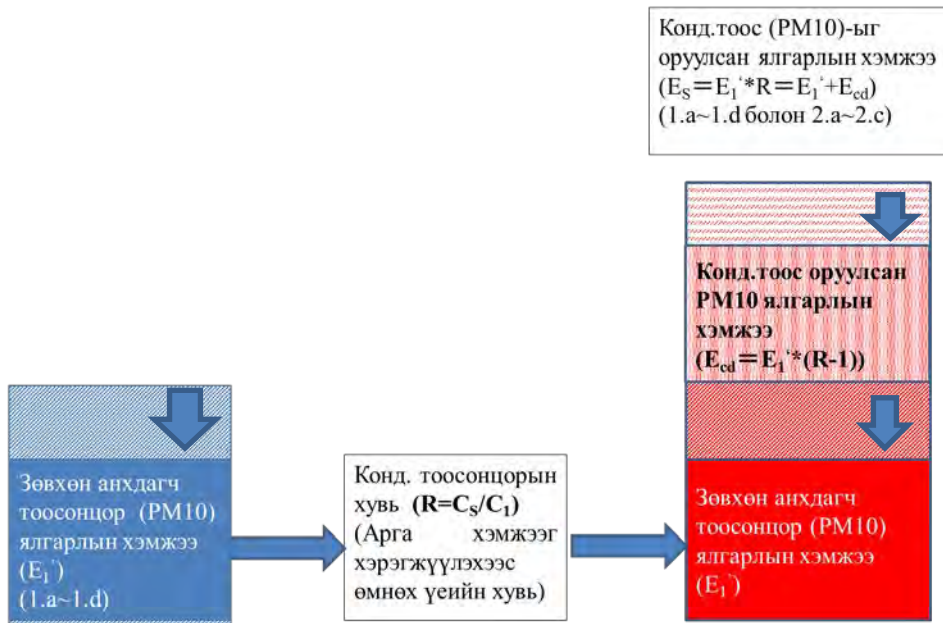 Конд.тоос (PM10)-ыг
оруулсан ялгарлын хэмжээ
(E_S＝E_1‘*R＝E_1‘+E_cd)
(1.a~1.d болон 2.a~2.c)
Конд.тоос оруулсан
PM10 ялгарлын
хэмжээ
(E_cd＝E_1‘*(R-1))
Зөвхөн анхдагч
тоосонцор (PM10)
ялгарлын хэмжээ
(E_1‘)
(1.a~1.d)
Конд. тоосонцорын
хувь (R=C_S/C_1)
(Арга хэмжээг
хэрэгжүүлэхээс
өмнөх үеийн хувь)
Зөвхөн анхдагч
тоосонцор (PM10)
ялгарлын хэмжээ
(E_1‘)